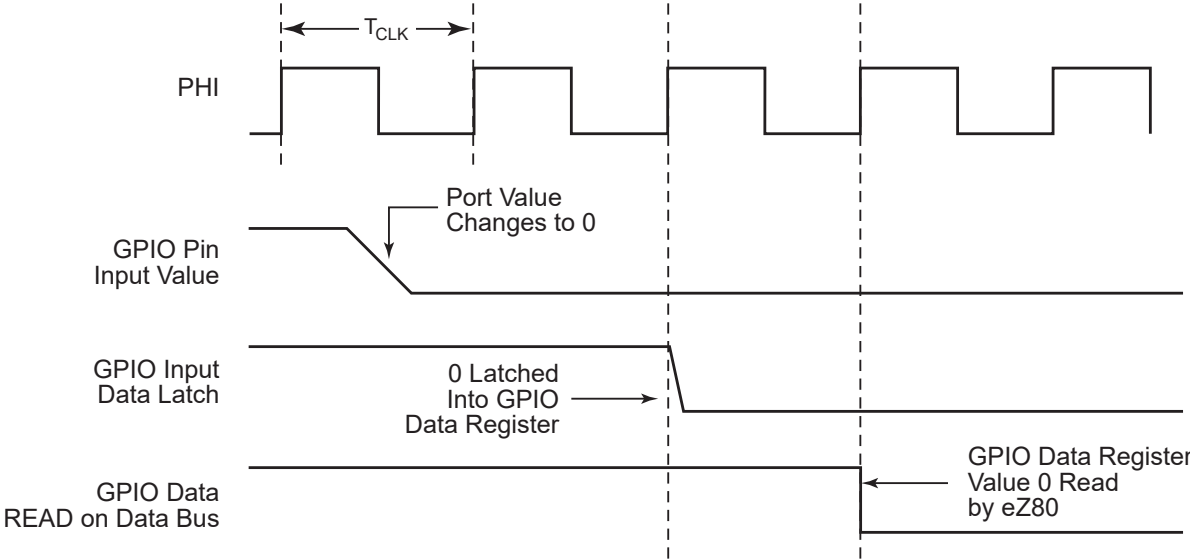 TCLK
PHI
Port Value
Changes to 0
GPIO Pin
Input Value
GPIO Input
Data Latch
0 Latched
Into GPIO
Data Register
GPIO Data Register
Value 0 Read
by eZ80
GPIO Data
READ on Data Bus